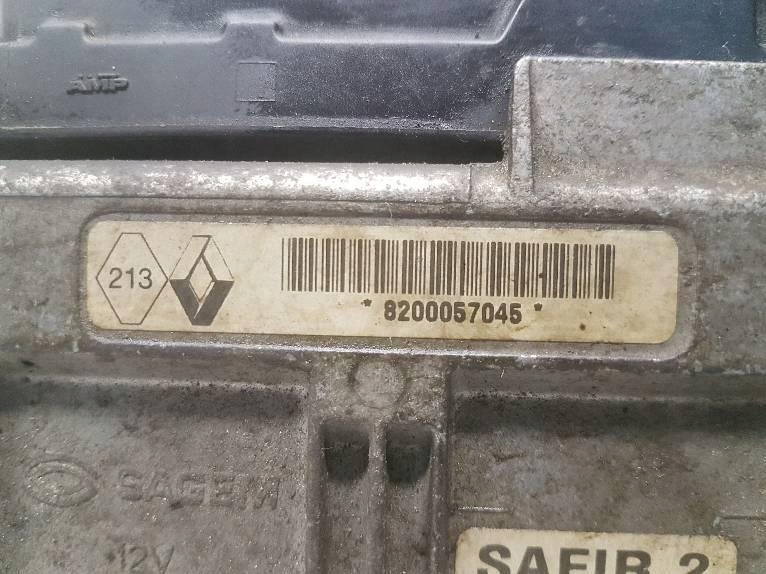 AMP
213
* 8200057045 *
SAGEM
12V
SAFIR 2